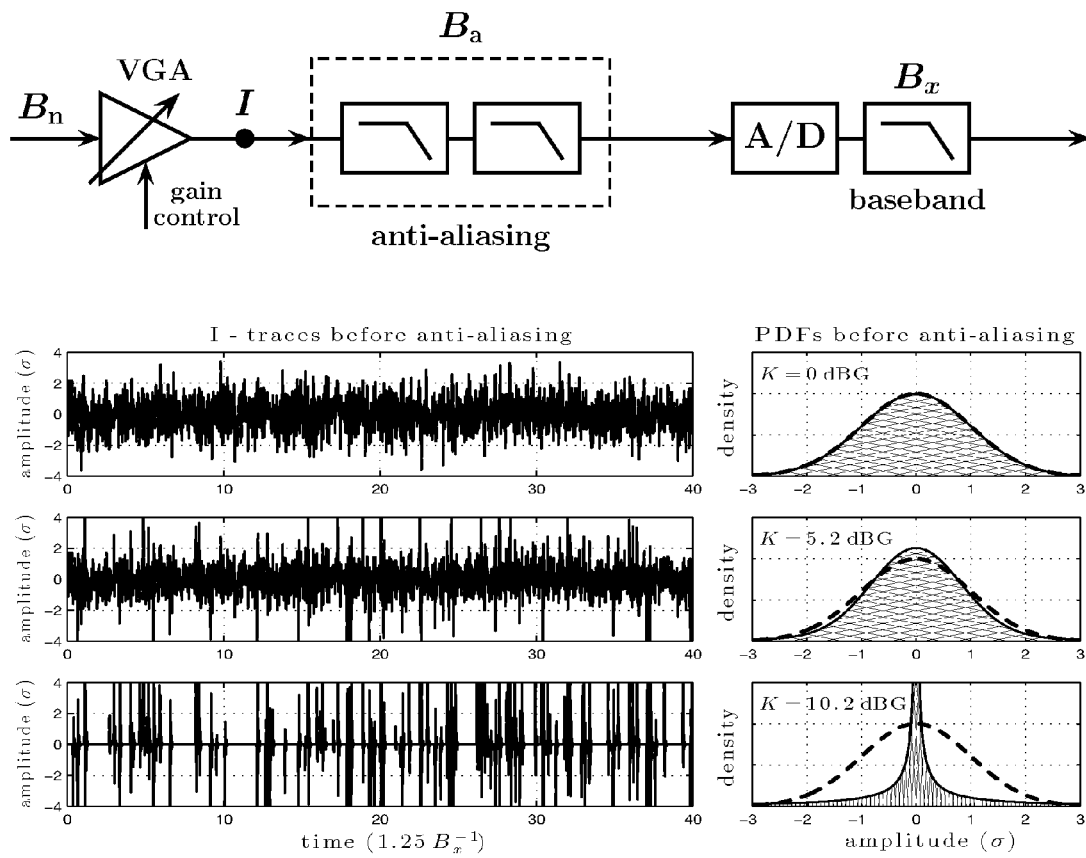 B_a
VGA
B_n
I
B_x
A/D
gain
control
anti-aliasing
baseband
I - traces before anti-aliasing
PDFs before anti-aliasing
amplitude (σ)
4
2
0
−2
−4
0 10 20 30 40
density
K = 0 dBG
−3 −2 −1 0 1 2 3
amplitude (σ)
4
2
0
−2
−4
0 10 20 30 40
density
K = 5.2 dBG
−3 −2 −1 0 1 2 3
amplitude (σ)
4
2
0
−2
−4
0 10 20 30 40
time (1.25 B_x^−1)
density
K = 10.2 dBG
−3 −2 −1 0 1 2 3
amplitude (σ)